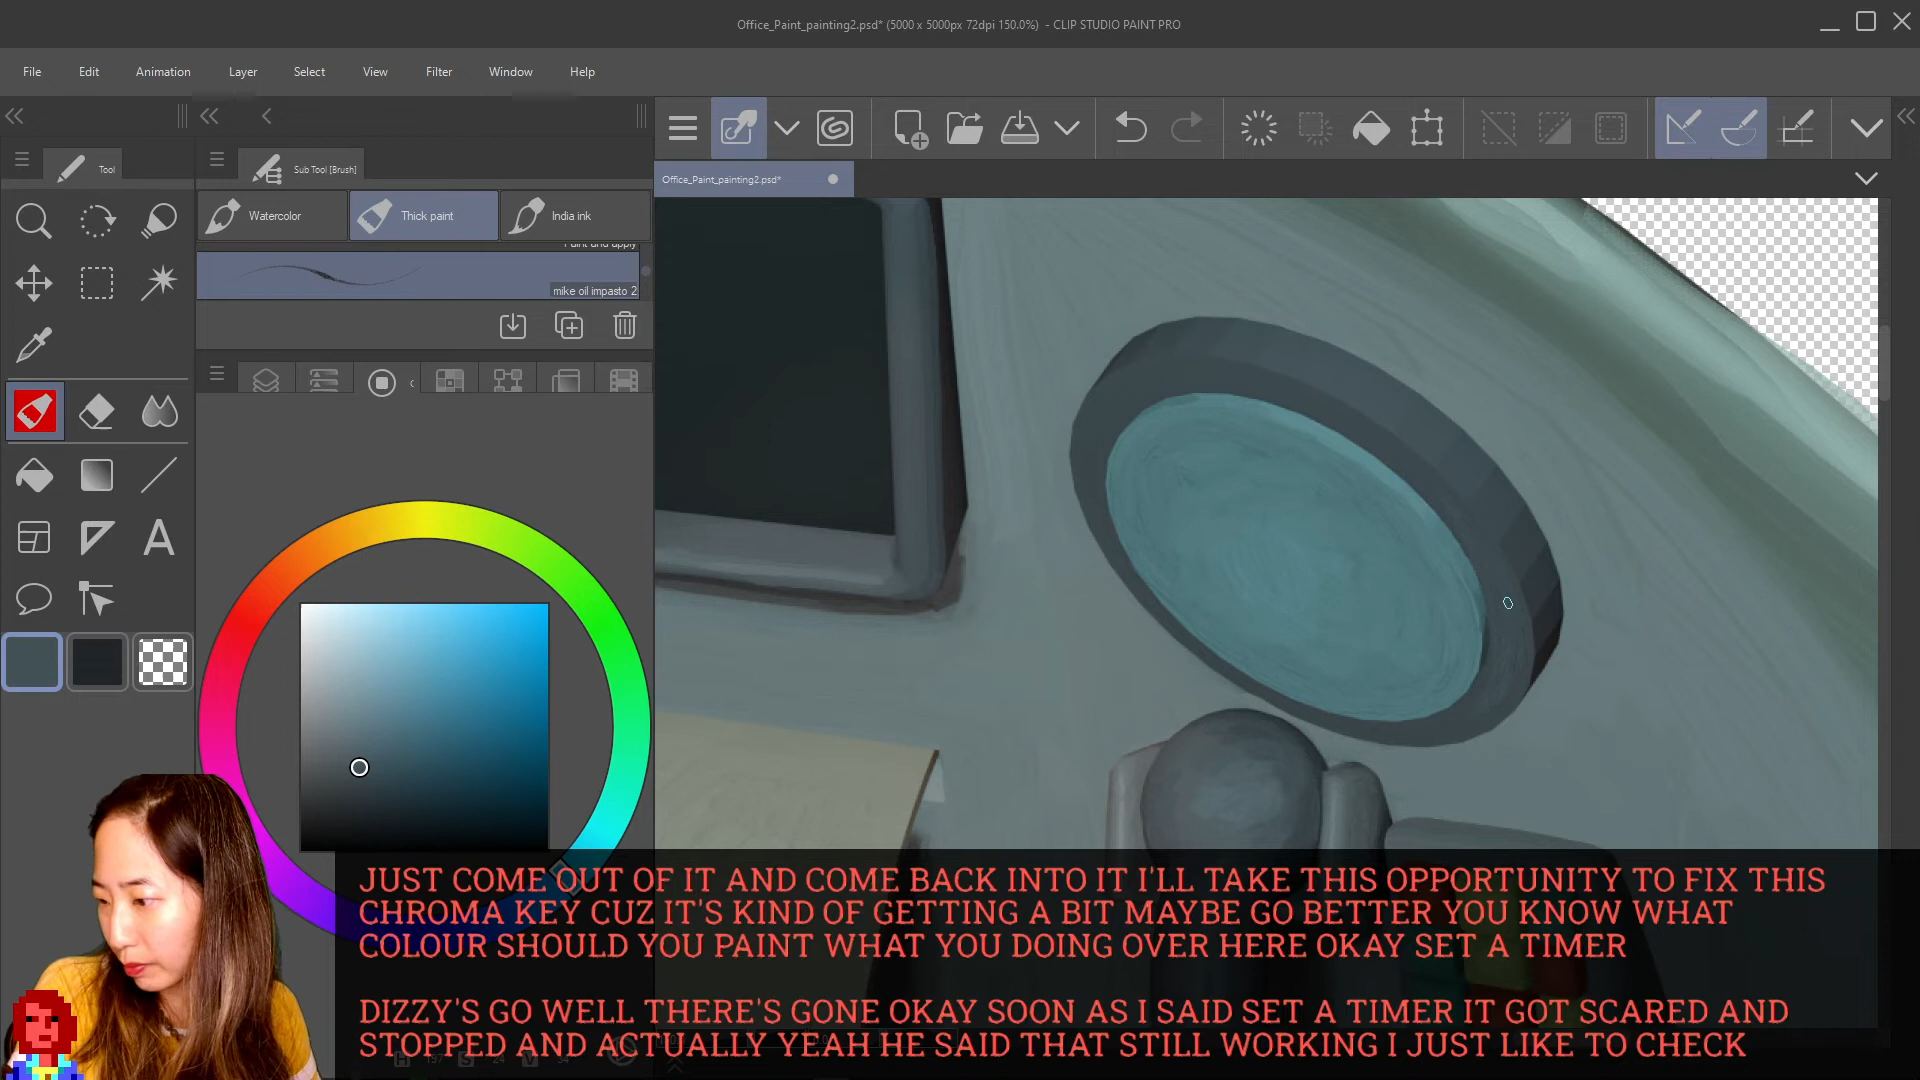 Office_Paint_painting2.psd* (5000 x 5000px 72dpi 150.0%) - CLIP STUDIO PAINT PRO
File Edit Animation Layer Select View Filter Window Help
Tool
Sub Tool [Brush]
Office_Paint_painting2.psd*
Watercolor
Thick paint
India ink
Paint and apply
mike oil impasto 2
JUST COME OUT OF IT AND COME BACK INTO IT I'LL TAKE THIS OPPORTUNITY TO FIX THIS
CHROMA KEY CUZ IT'S KIND OF GETTING A BIT MAYBE GO BETTER YOU KNOW WHAT
COLOUR SHOULD YOU PAINT WHAT YOU DOING OVER HERE OKAY SET A TIMER
DIZZY'S GO WELL THERE'S GONE OKAY SOON AS I SAID SET A TIMER IT GOT SCARED AND
STOPPED AND ACTUALLY YEAH HE SAID THAT STILL WORKING I JUST LIKE TO CHECK